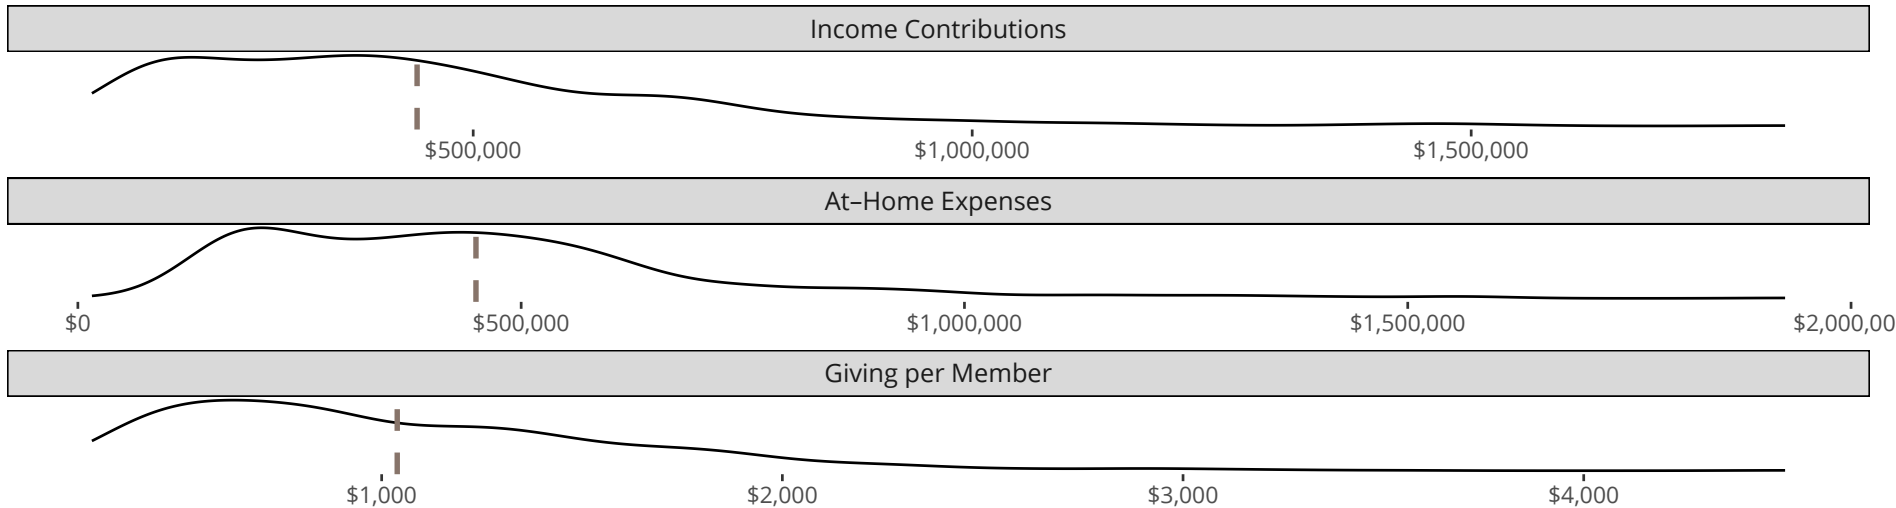 Income Contributions
$500,000 $1,000,000 $1,500,000
At–Home Expenses
$0 $500,000 $1,000,000 $1,500,000 $2,000,00
Giving per Member
$1,000 $2,000 $3,000 $4,000